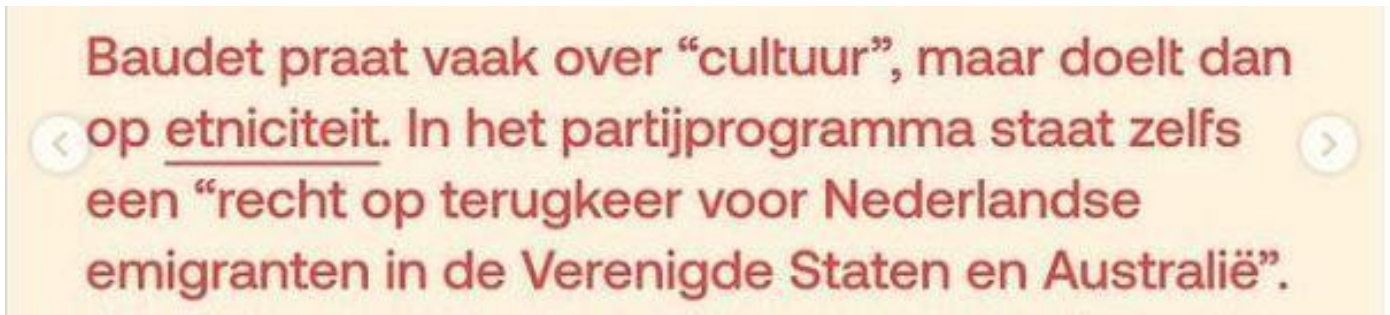 Baudet praat vaak over “cultuur”, maar doelt dan
op etniciteit. In het partijprogramma staat zelfs
een “recht op terugkeer voor Nederlandse
emigranten in de Verenigde Staten en Australië”.